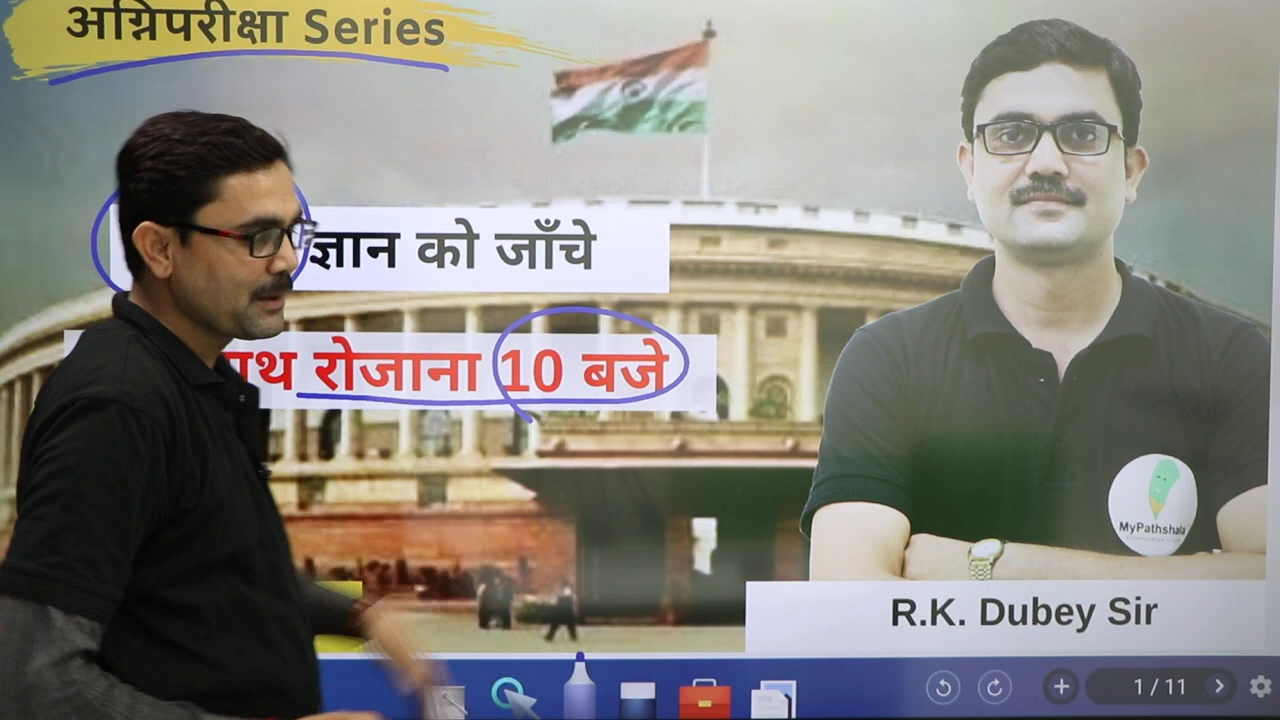 अग्निपरीक्षा Series
ज्ञान को जाँचे
रोजाना 10 बजे
MyPathshala
R.K. Dubey Sir
1 / 11